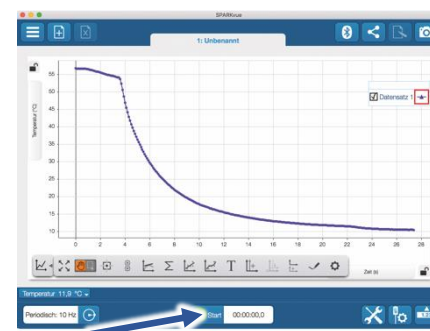 SPARKvue
1: Unbenannt
Temperatur (°C)
55
50
45
40
35
30
25
20
15
10
Datensatz 1
0 2 4 6 8 10 12 14 16 18 20 22 24 26 28
Σ T
Zeit (s)
Temperatur 11,9 °C
Periodisch: 10 Hz
Start 00:00:00,0